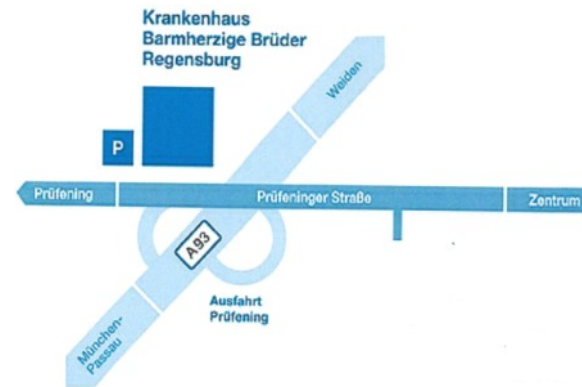 Krankenhaus
Barmherzige Brüder
Regensburg
Weiden
P
Prüfening
Prüfeninger Straße
Zentrum
A93
Ausfahrt
Prüfening
München-
Passau